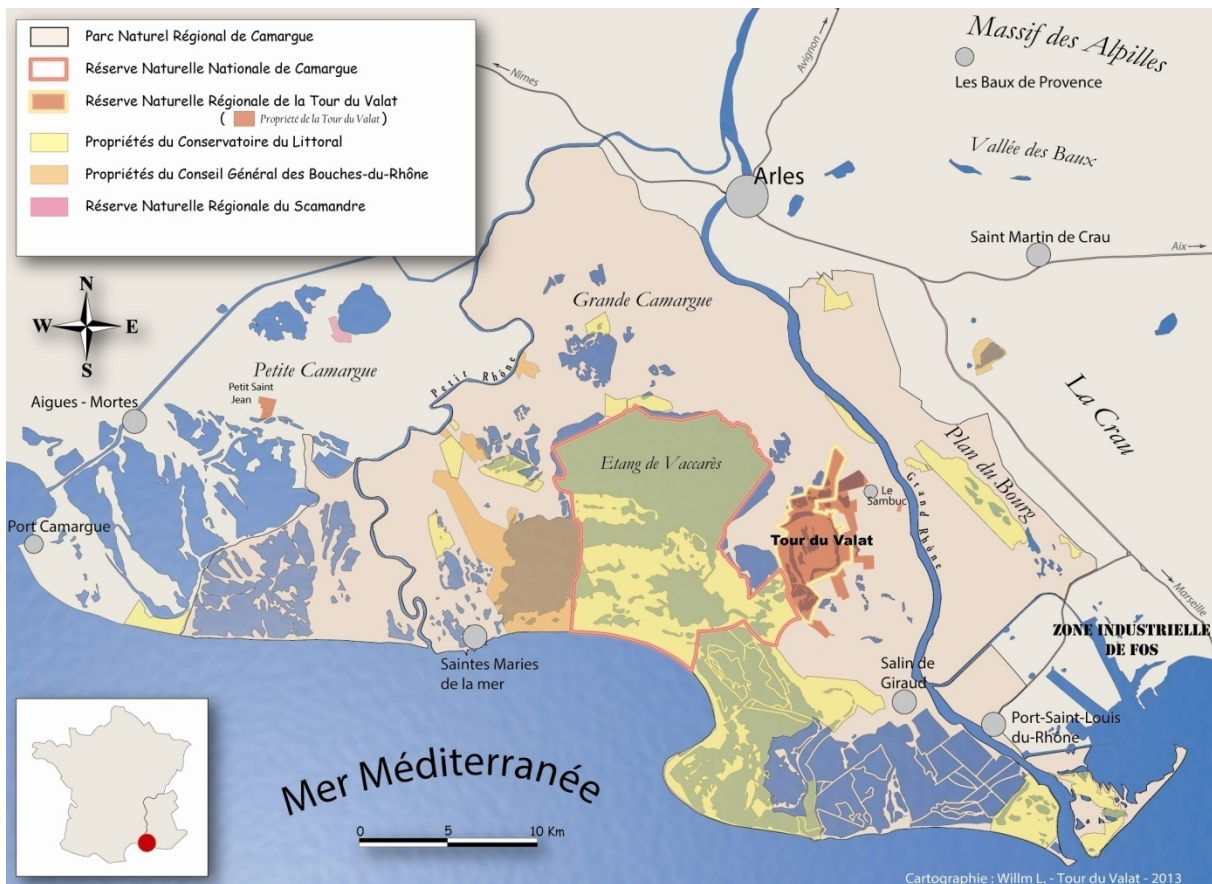 Parc Naturel Régional de Camargue
Réserve Naturelle Nationale de Camargue
Réserve Naturelle Régionale de la Tour du Valat
( Propriété de la Tour du Valat )
Propriétés du Conservatoire du Littoral
Propriétés du Conseil Général des Bouches-du-Rhône
Réserve Naturelle Régionale du Scamandre
Nîmes
Avignon
Massif des Alpilles
Les Baux de Provence
Vallée des Baux
Arles
Saint Martin de Crau
Aix
N
W E
S
Grande Camargue
Petite Camargue
Petit Rhône
Petit Saint
Jean
Aigues - Mortes
La Crau
Plan du Bourg
Etang de Vaccarès
Le
Sambuc
Grand Rhône
Port Camargue
Tour du Valat
Marseille
ZONE INDUSTRIELLE
DE FOS
Saintes Maries
de la mer
Salin de
Giraud
Port-Saint-Louis
du-Rhône
Mer Méditerranée
0 5 10 Km
Cartographie : Willm L. - Tour du Valat - 2013